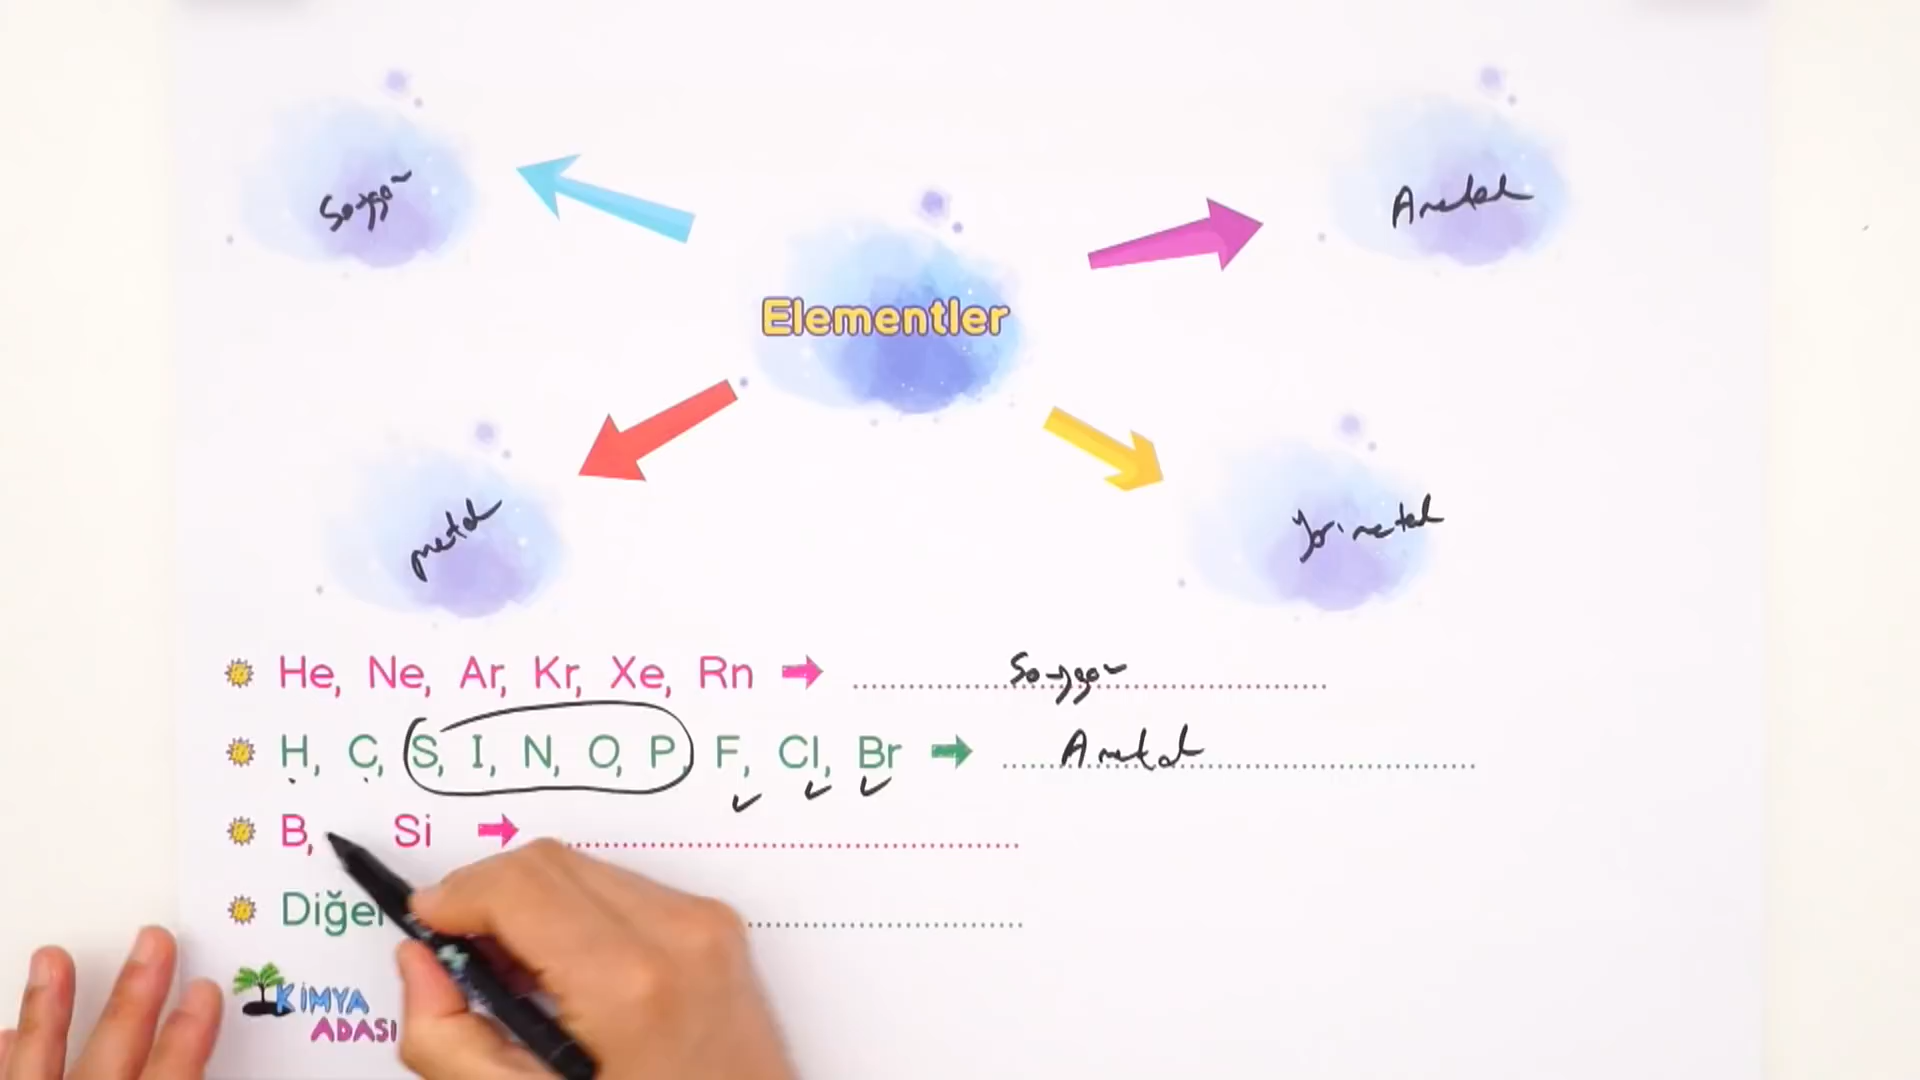 Soygaz
Ametal
Elementler
metal
Yarı metal
He, Ne, Ar, Kr, Xe, Rn Soygaz
H, C, S, I, N, O, P, F, Cl, Br Ametal
B, Si
Diğer
KİMYA
ADASI